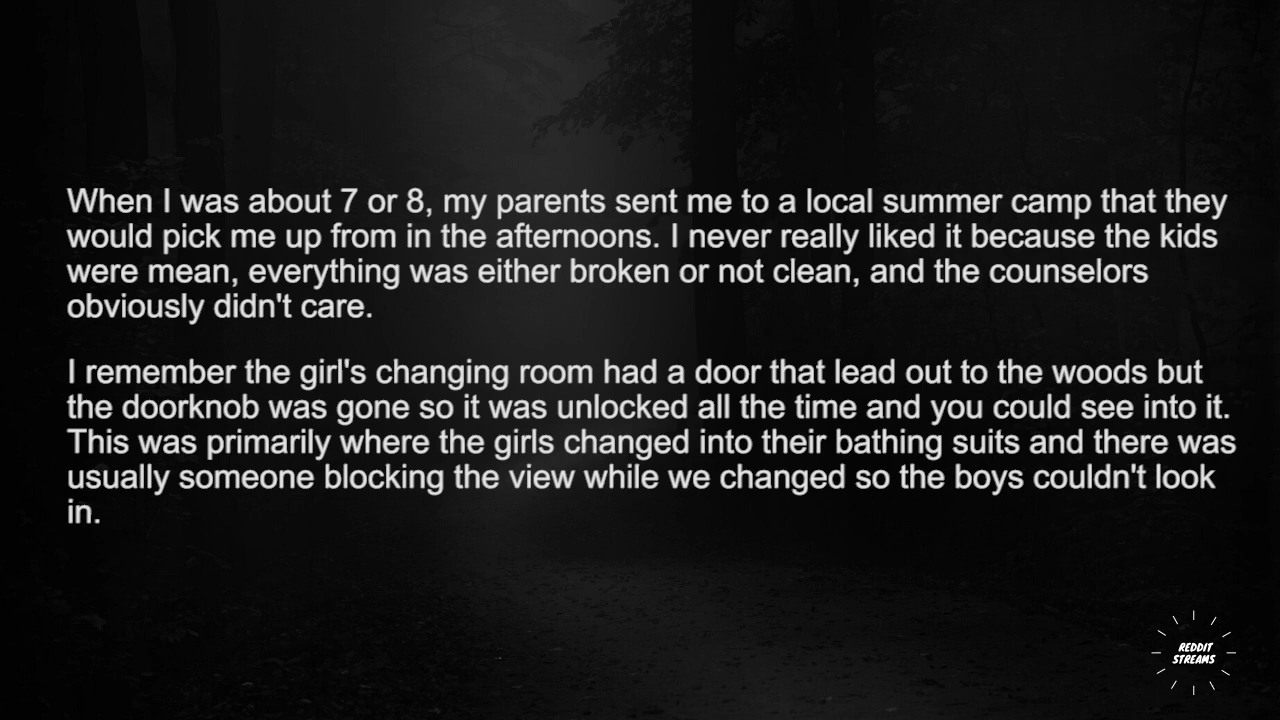 When I was about 7 or 8, my parents sent me to a local summer camp that they
would pick me up from in the afternoons. I never really liked it because the kids
were mean, everything was either broken or not clean, and the counselors
obviously didn't care.
I remember the girl's changing room had a door that lead out to the woods but
the doorknob was gone so it was unlocked all the time and you could see into it.
This was primarily where the girls changed into their bathing suits and there was
usually someone blocking the view while we changed so the boys couldn't look
in.
REDDIT
STREAMS